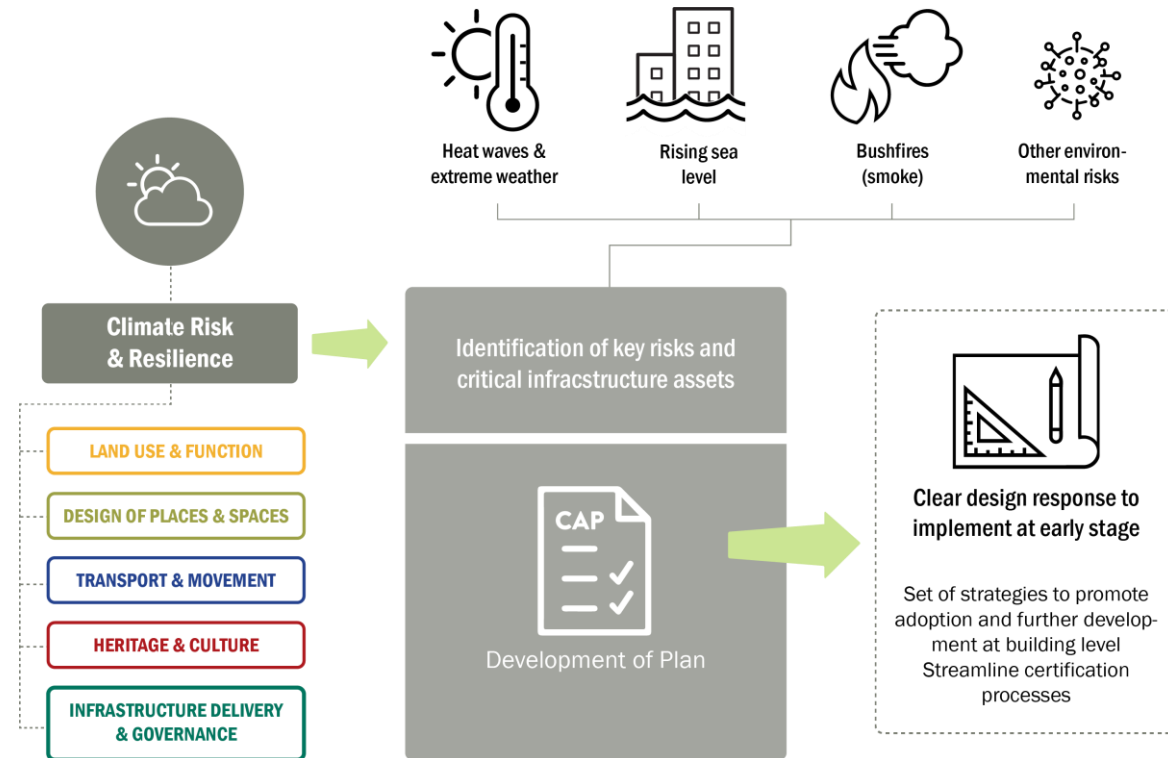 Heat waves &
extreme weather
Rising sea
level
Bushfires
(smoke)
Other environ-
mental risks
Climate Risk
& Resilience
Identification of key risks and
critical infracstructure assets
LAND USE & FUNCTION
DESIGN OF PLACES & SPACES
TRANSPORT & MOVEMENT
HERITAGE & CULTURE
INFRASTRUCTURE DELIVERY
& GOVERNANCE
CAP
Development of Plan
Clear design response to
implement at early stage
Set of strategies to promote
adoption and further develop-
ment at building level
Streamline certification
processes